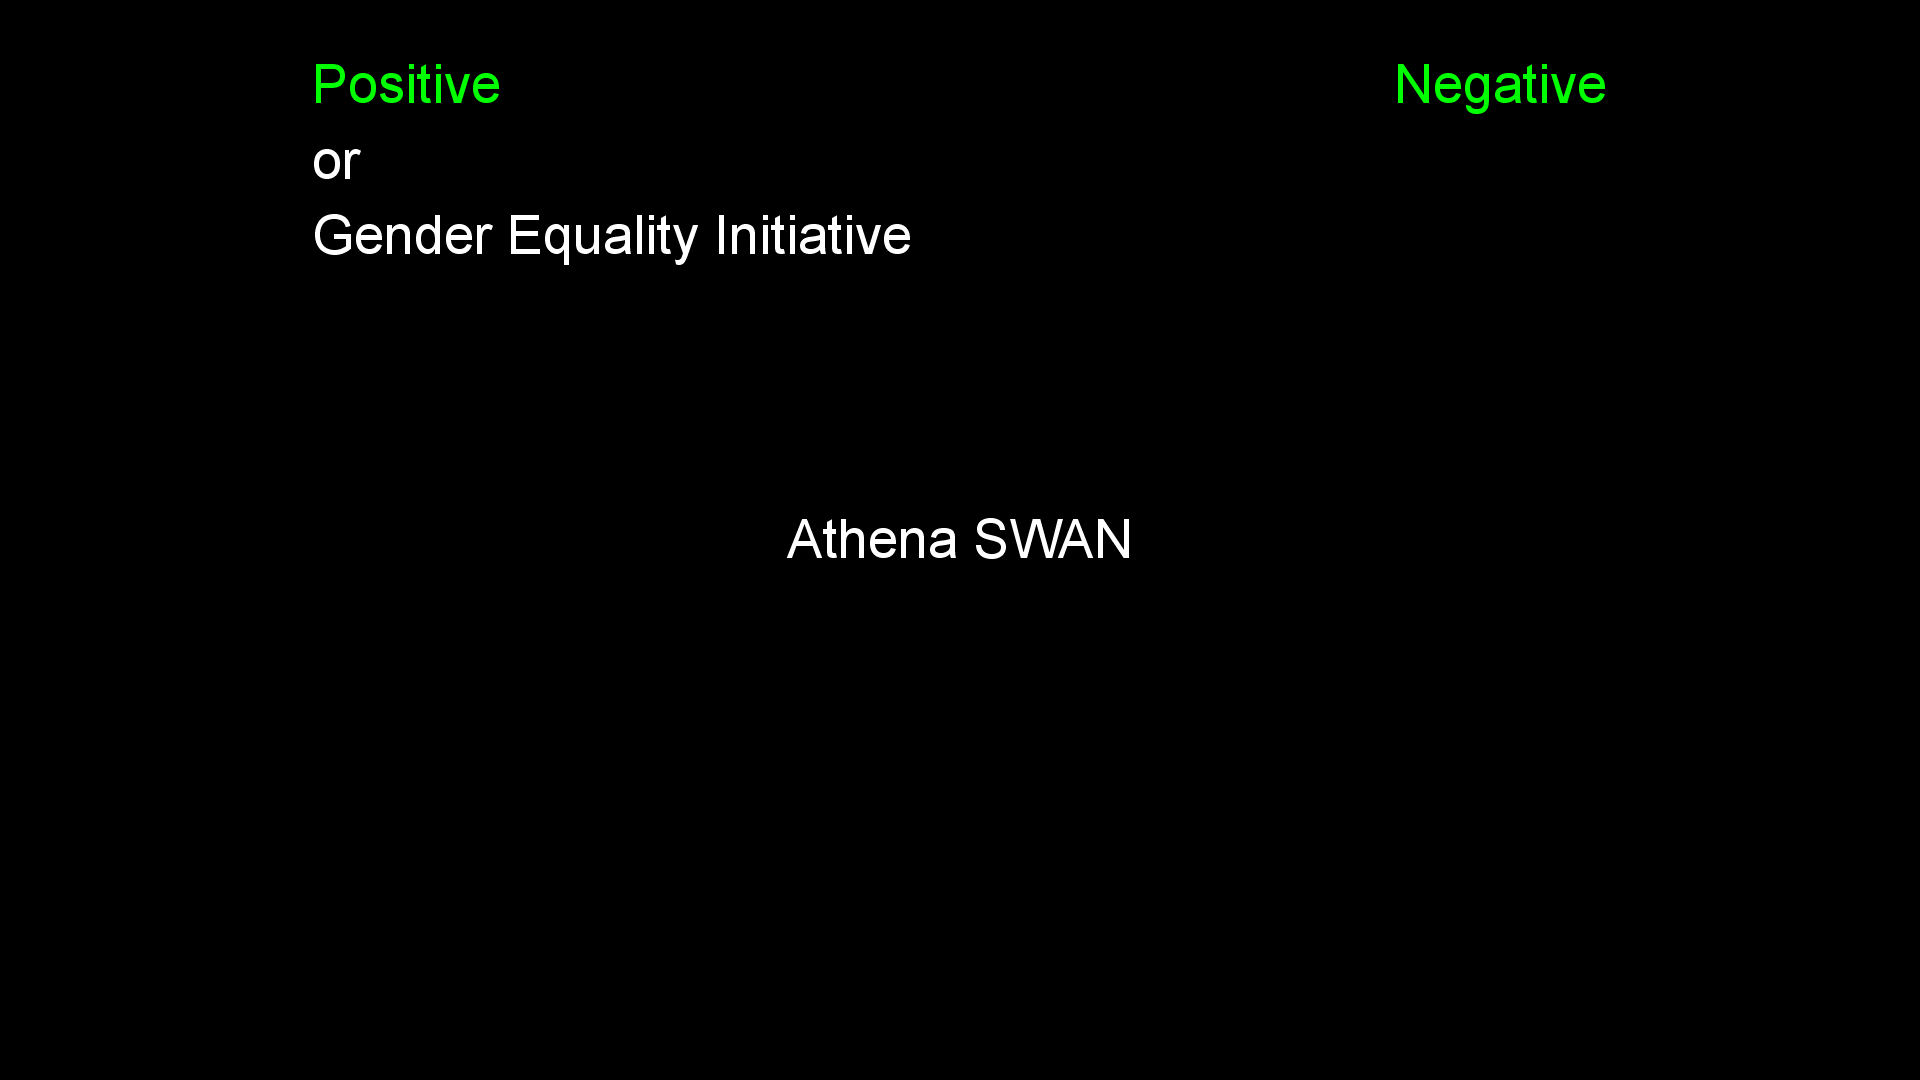 Positive Negative
or
Gender Equality Initiative
Athena SWAN